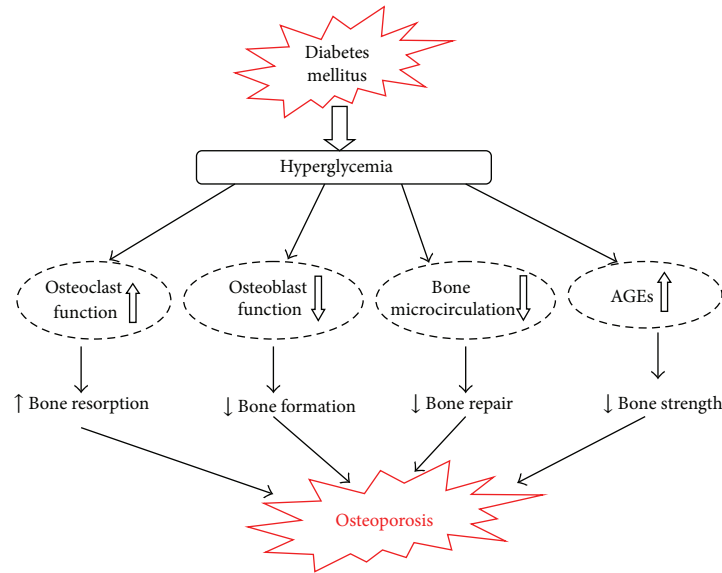 Diabetes
mellitus
Hyperglycemia
Osteoclast
function
Osteoblast
function
Bone
microcirculation
AGEs
↑ Bone resorption
↓ Bone formation
↓ Bone repair
↓ Bone strength
Osteoporosis